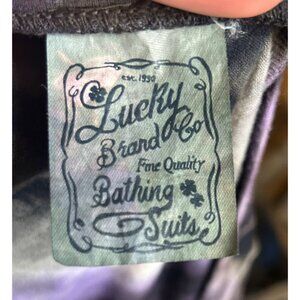 est. 1990
Lucky
Brand Co
Fine Quality
Bathing
Suits